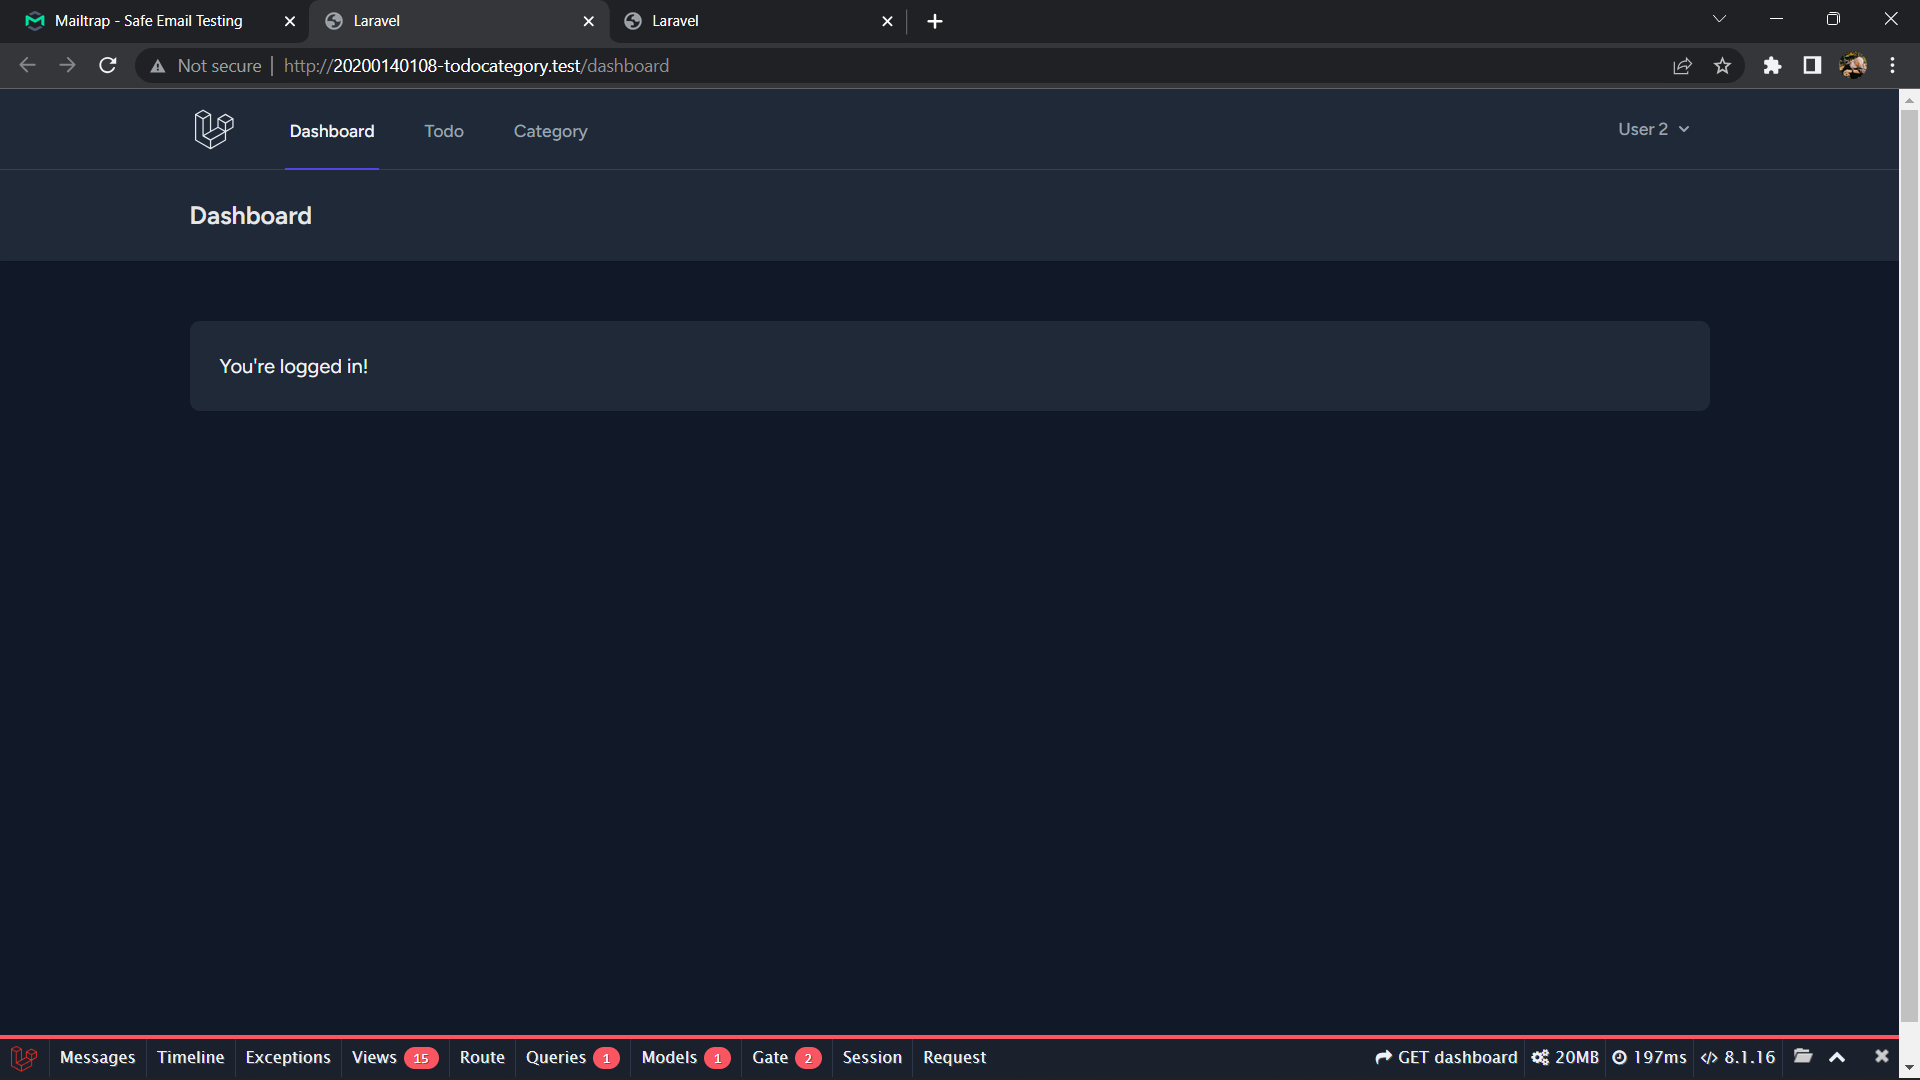 Mailtrap - Safe Email Testing
Laravel
Laravel
Not secure
http://20200140108-todocategory.test/dashboard
Dashboard
Todo
Category
User 2
Dashboard
You're logged in!
Messages
Timeline
Exceptions
Views 15
Route
Queries 1
Models 1
Gate 2
Session
Request
GET dashboard
20MB
197ms
8.1.16